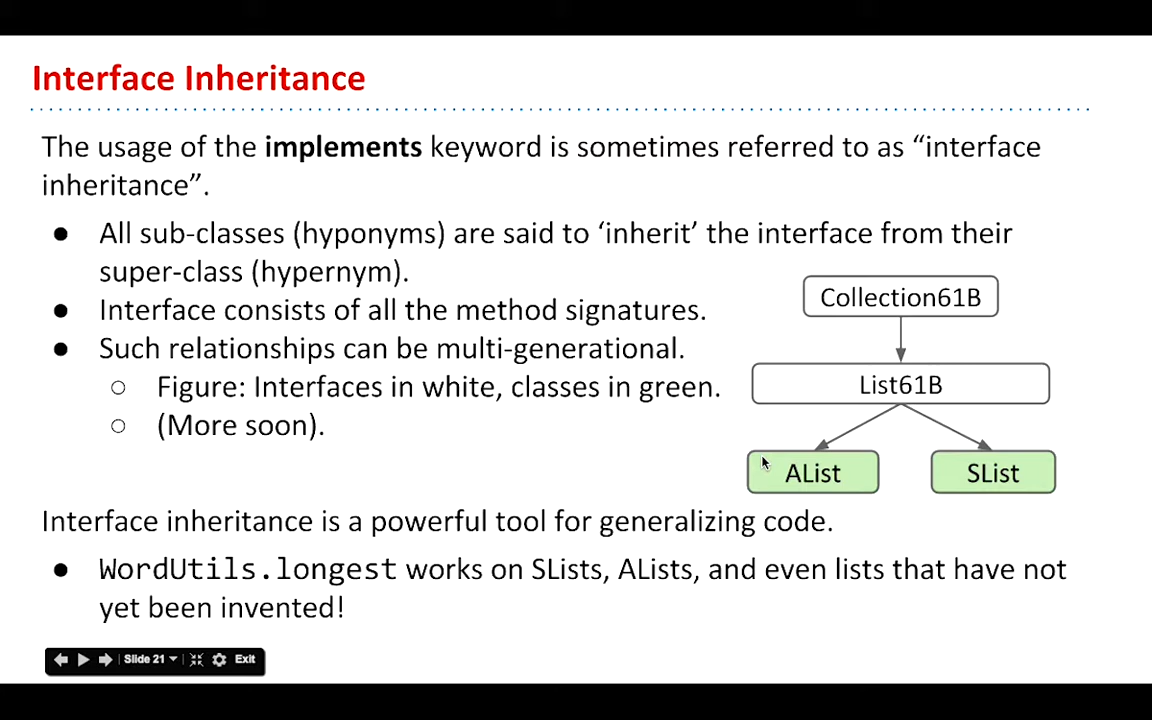 Interface Inheritance
The usage of the implements keyword is sometimes referred to as “interface
inheritance”.
● All sub-classes (hyponyms) are said to ‘inherit’ the interface from their
super-class (hypernym).
● Interface consists of all the method signatures.
● Such relationships can be multi-generational.
○ Figure: Interfaces in white, classes in green.
○ (More soon).
Collection61B
List61B
AList SList
Interface inheritance is a powerful tool for generalizing code.
● WordUtils.longest works on SLists, ALists, and even lists that have not
yet been invented!
Slide 21 Exit